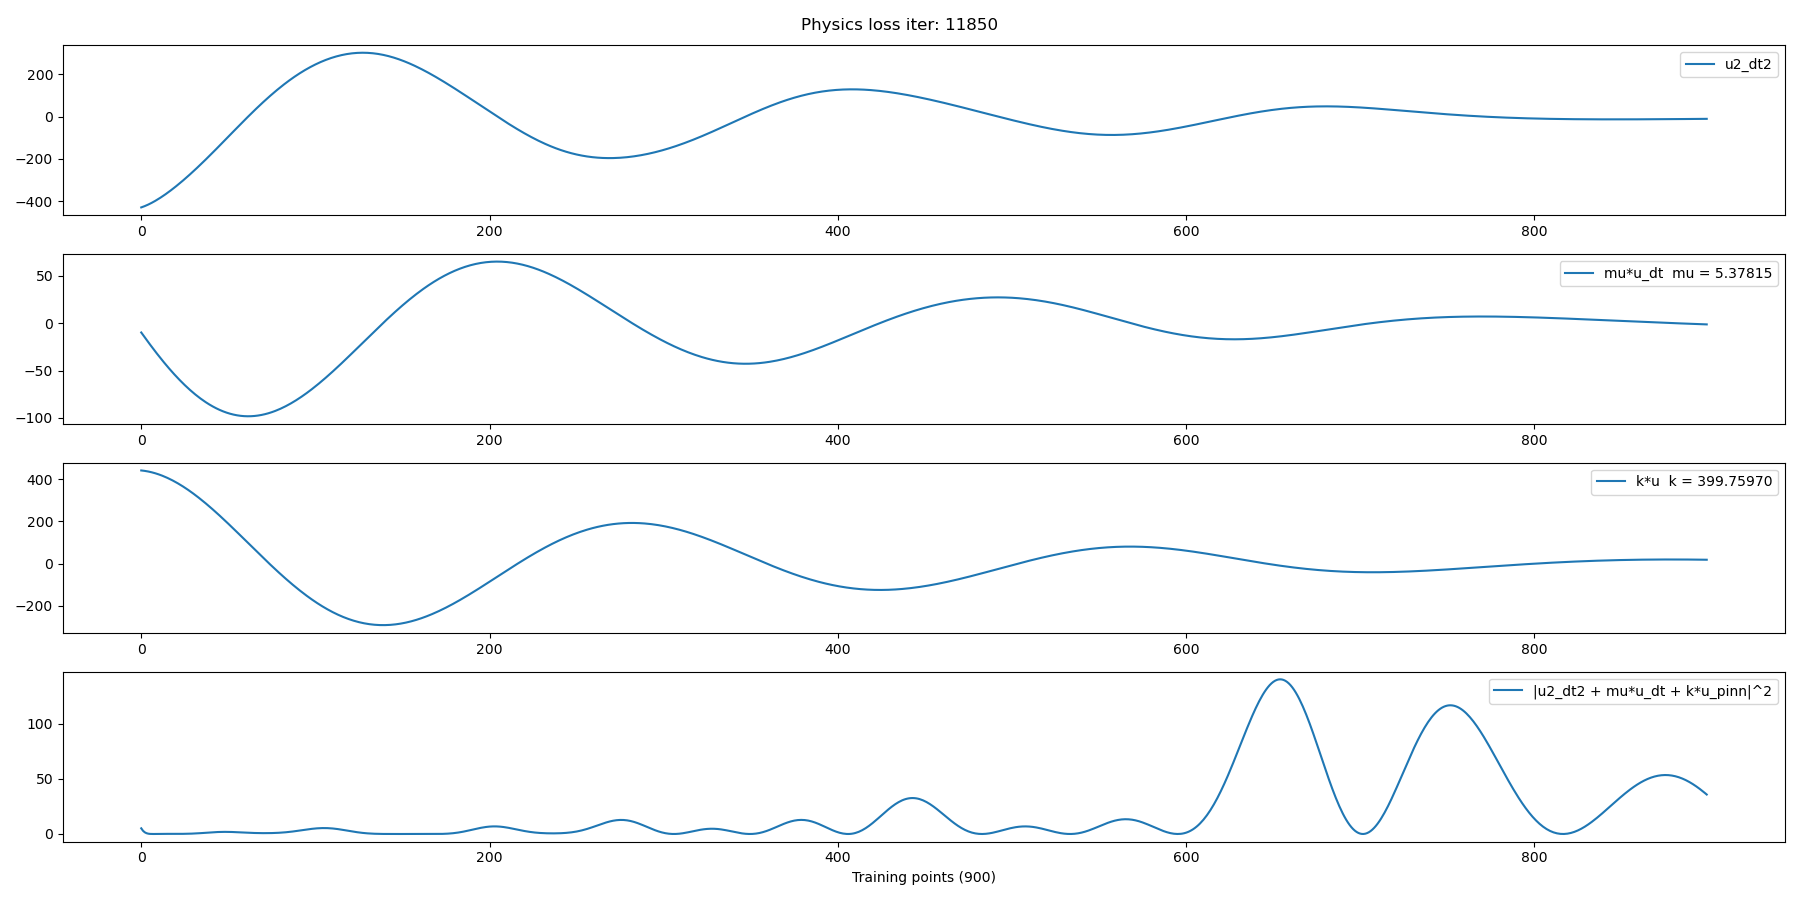 Physics loss iter: 11850
200
0
−200
−400
u2_dt2
0 200 400 600 800
50
0
−50
−100
mu*u_dt  mu = 5.37815
0 200 400 600 800
400
200
0
−200
k*u  k = 399.75970
0 200 400 600 800
100
50
0
|u2_dt2 + mu*u_dt + k*u_pinn|^2
0 200 400 600 800
Training points (900)